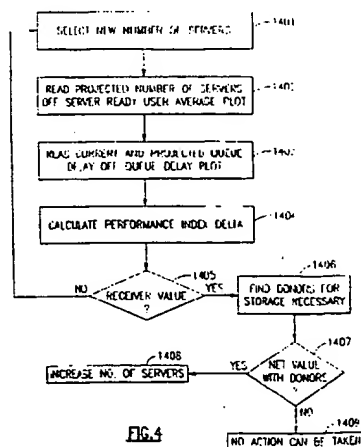 SELECT NEW NUMBER OF SERVERS
1401
READ PROJECTED NUMBER OF SERVERS
OFF SERVER READY USER AVERAGE PLOT
1402
READ CURRENT AND PROJECTED QUEUE
DELAY OFF QUEUE DELAY PLOT
1403
CALCULATE PERFORMANCE INDEX DELTA
1404
1405
NO
RECEIVER VALUE
?
YES
1406
FIND DONORS FOR
STORAGE NECESSARY
1407
NET VALUE
WITH DONORS
?
YES
1408
INCREASE NO. OF SERVERS
NO
1409
NO ACTION CAN BE TAKEN
FIG.4